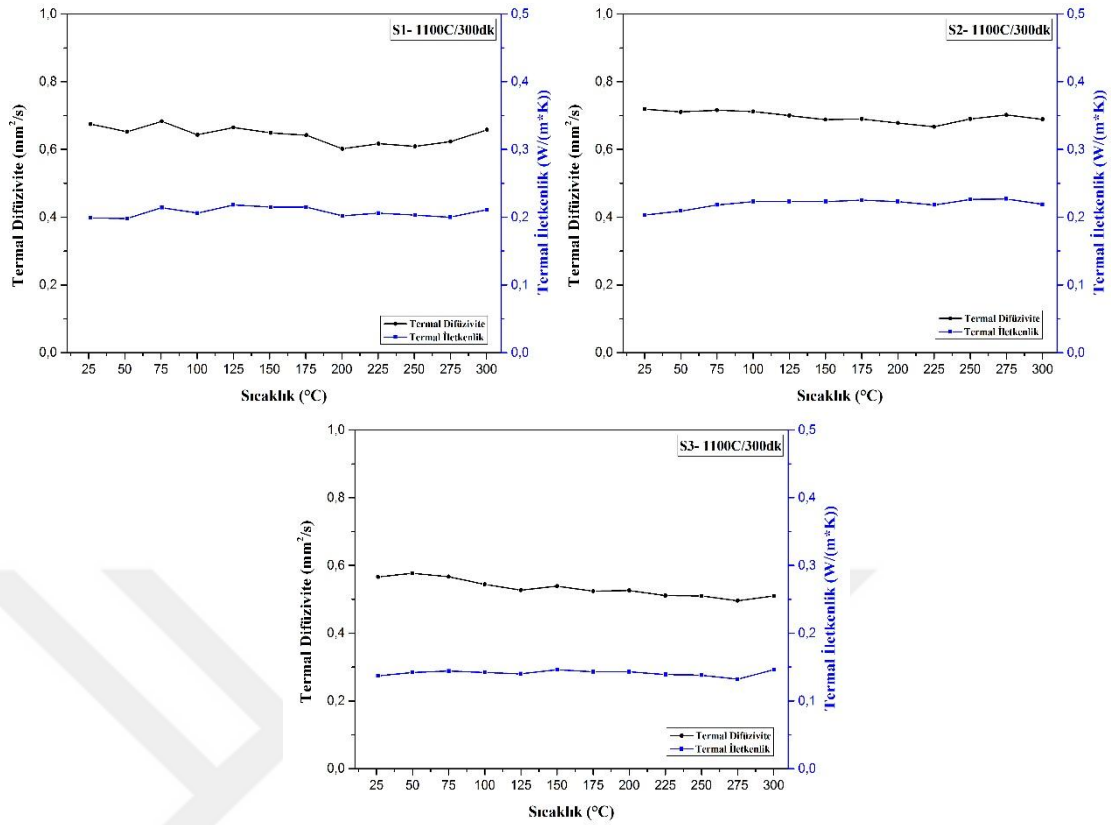 S1- 1100C/300dk
Termal Difüzivite (mm²/s)
1,0
0,8
0,6
0,4
0,2
0,0
Termal İletkenlik (W/(m*K))
0,5
0,4
0,3
0,2
0,1
0,0
Termal Difüzivite
Termal İletkenlik
25 50 75 100 125 150 175 200 225 250 275 300
Sıcaklık (°C)
S2- 1100C/300dk
Termal Difüzivite (mm²/s)
1,0
0,8
0,6
0,4
0,2
0,0
Termal İletkenlik (W/(m*K))
0,5
0,4
0,3
0,2
0,1
0,0
Termal Difüzivite
Termal İletkenlik
25 50 75 100 125 150 175 200 225 250 275 300
Sıcaklık (°C)
S3- 1100C/300dk
Termal Difüzivite (mm²/s)
1,0
0,8
0,6
0,4
0,2
0,0
Termal İletkenlik (W/(m*K))
0,5
0,4
0,3
0,2
0,1
0,0
Termal Difüzivite
Termal İletkenlik
25 50 75 100 125 150 175 200 225 250 275 300
Sıcaklık (°C)